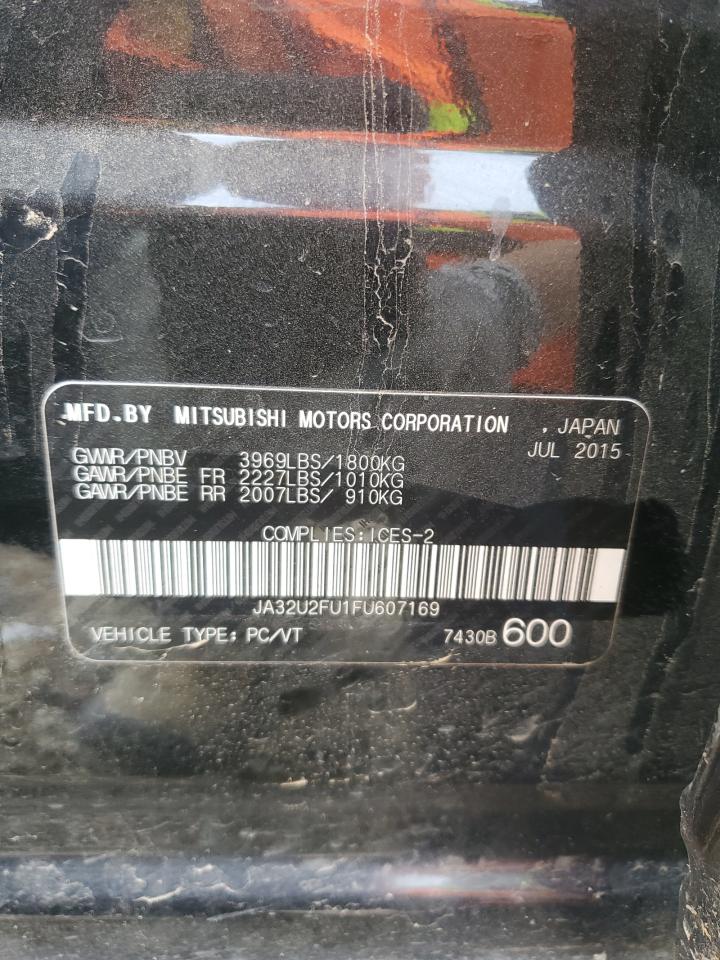 MFD.BY MITSUBISHI MOTORS CORPORATION , JAPAN
JUL 2015
GVWR/PNBV 3969LBS/1800KG
GAWR/PNBE FR 2227LBS/1010KG
GAWR/PNBE RR 2007LBS/ 910KG
COMPLIES:ICES-2
JA32U2FU1FU607169
VEHICLE TYPE: PC/VT 7430B 600